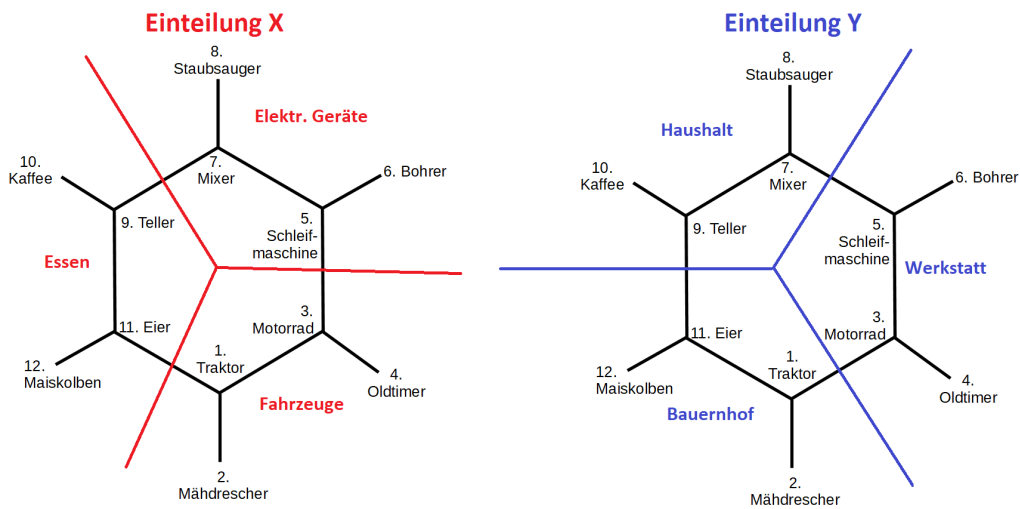 Einteilung X
8.
Staubsauger
Elektr. Geräte
7.
Mixer
10.
Kaffee
6. Bohrer
9. Teller
5.
Schleif-
maschine
Essen
11. Eier
3.
Motorrad
1.
Traktor
12.
Maiskolben
4.
Oldtimer
Fahrzeuge
2.
Mähdrescher
Einteilung Y
8.
Staubsauger
Haushalt
7.
Mixer
10.
Kaffee
6. Bohrer
9. Teller
5.
Schleif-
maschine
Werkstatt
11. Eier
3.
Motorrad
1.
Traktor
12.
Maiskolben
4.
Oldtimer
Bauernhof
2.
Mähdrescher